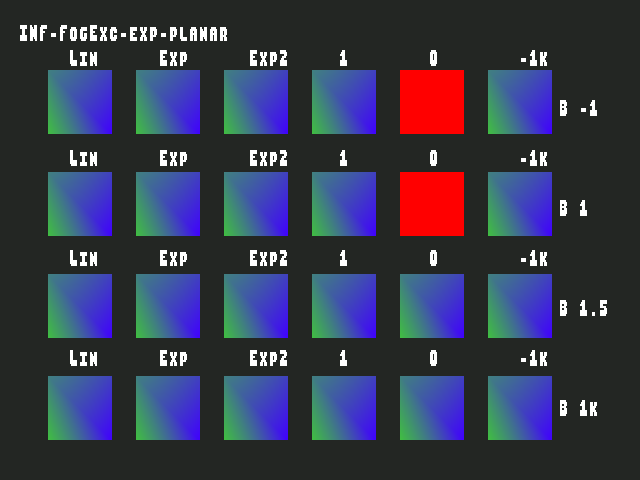 INF-FOGEXC-EXP-PLANAR
LIN EXP EXP2 1 0 -1K
B -1
LIN EXP EXP2 1 0 -1K
B 1
LIN EXP EXP2 1 0 -1K
B 1.5
LIN EXP EXP2 1 0 -1K
B 1K